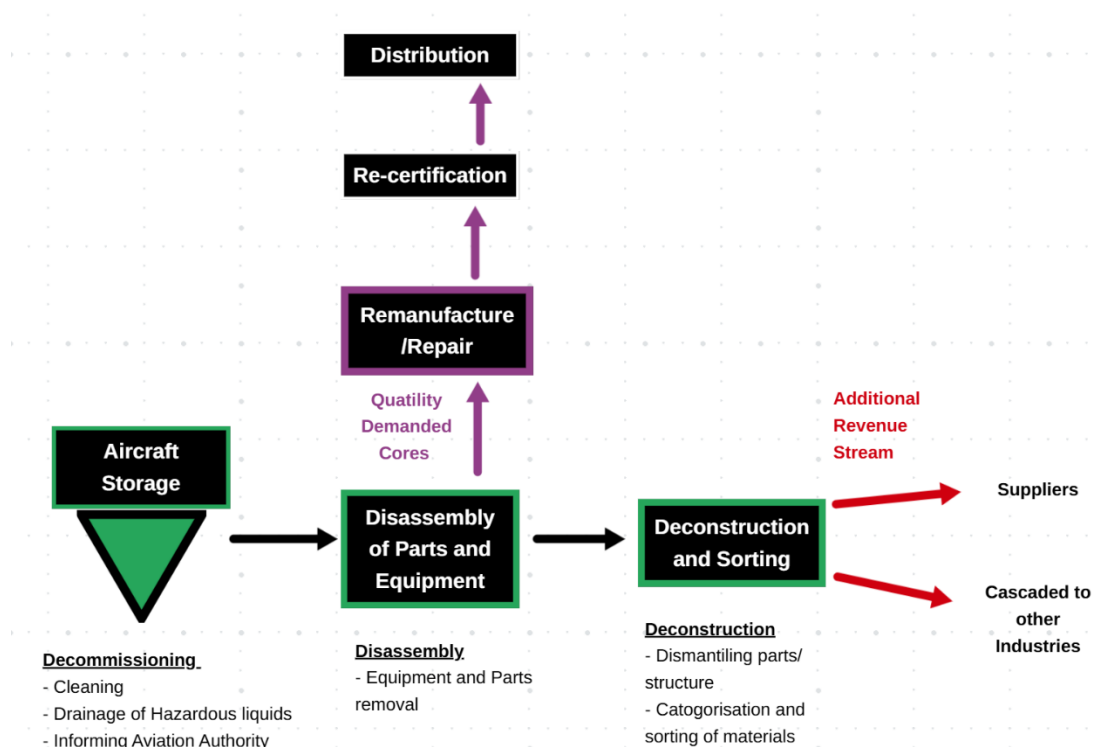 Distribution
Re-certification
Remanufacture
/Repair
Quatility
Demanded
Cores
Additional
Revenue
Stream
Aircraft
Storage
Disassembly
of Parts and
Equipment
Deconstruction
and Sorting
Suppliers
Cascaded to
other
Industries
Decommissioning
- Cleaning
- Drainage of Hazardous liquids
- Informing Aviation Authority
Disassembly
- Equipment and Parts
removal
Deconstruction
- Dismantiling parts/
structure
- Catogorisation and
sorting of materials